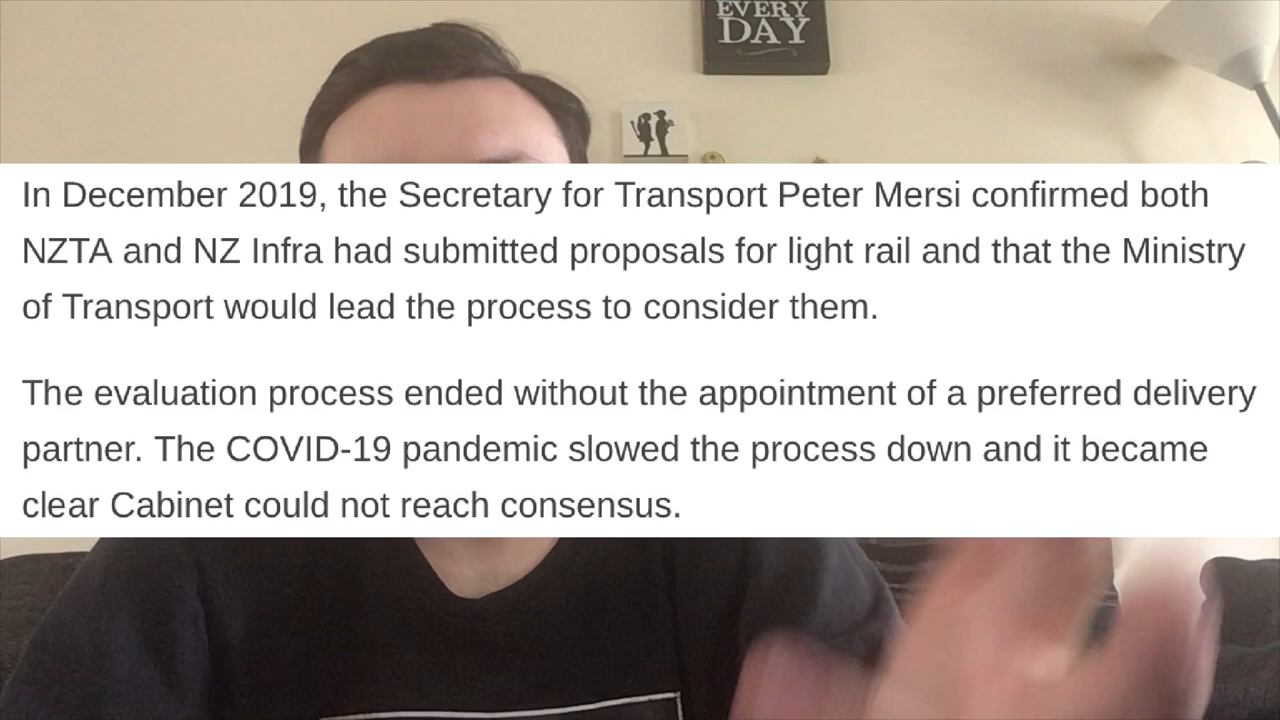 EVERY
DAY
In December 2019, the Secretary for Transport Peter Mersi confirmed both
NZTA and NZ Infra had submitted proposals for light rail and that the Ministry
of Transport would lead the process to consider them.
The evaluation process ended without the appointment of a preferred delivery
partner. The COVID-19 pandemic slowed the process down and it became
clear Cabinet could not reach consensus.